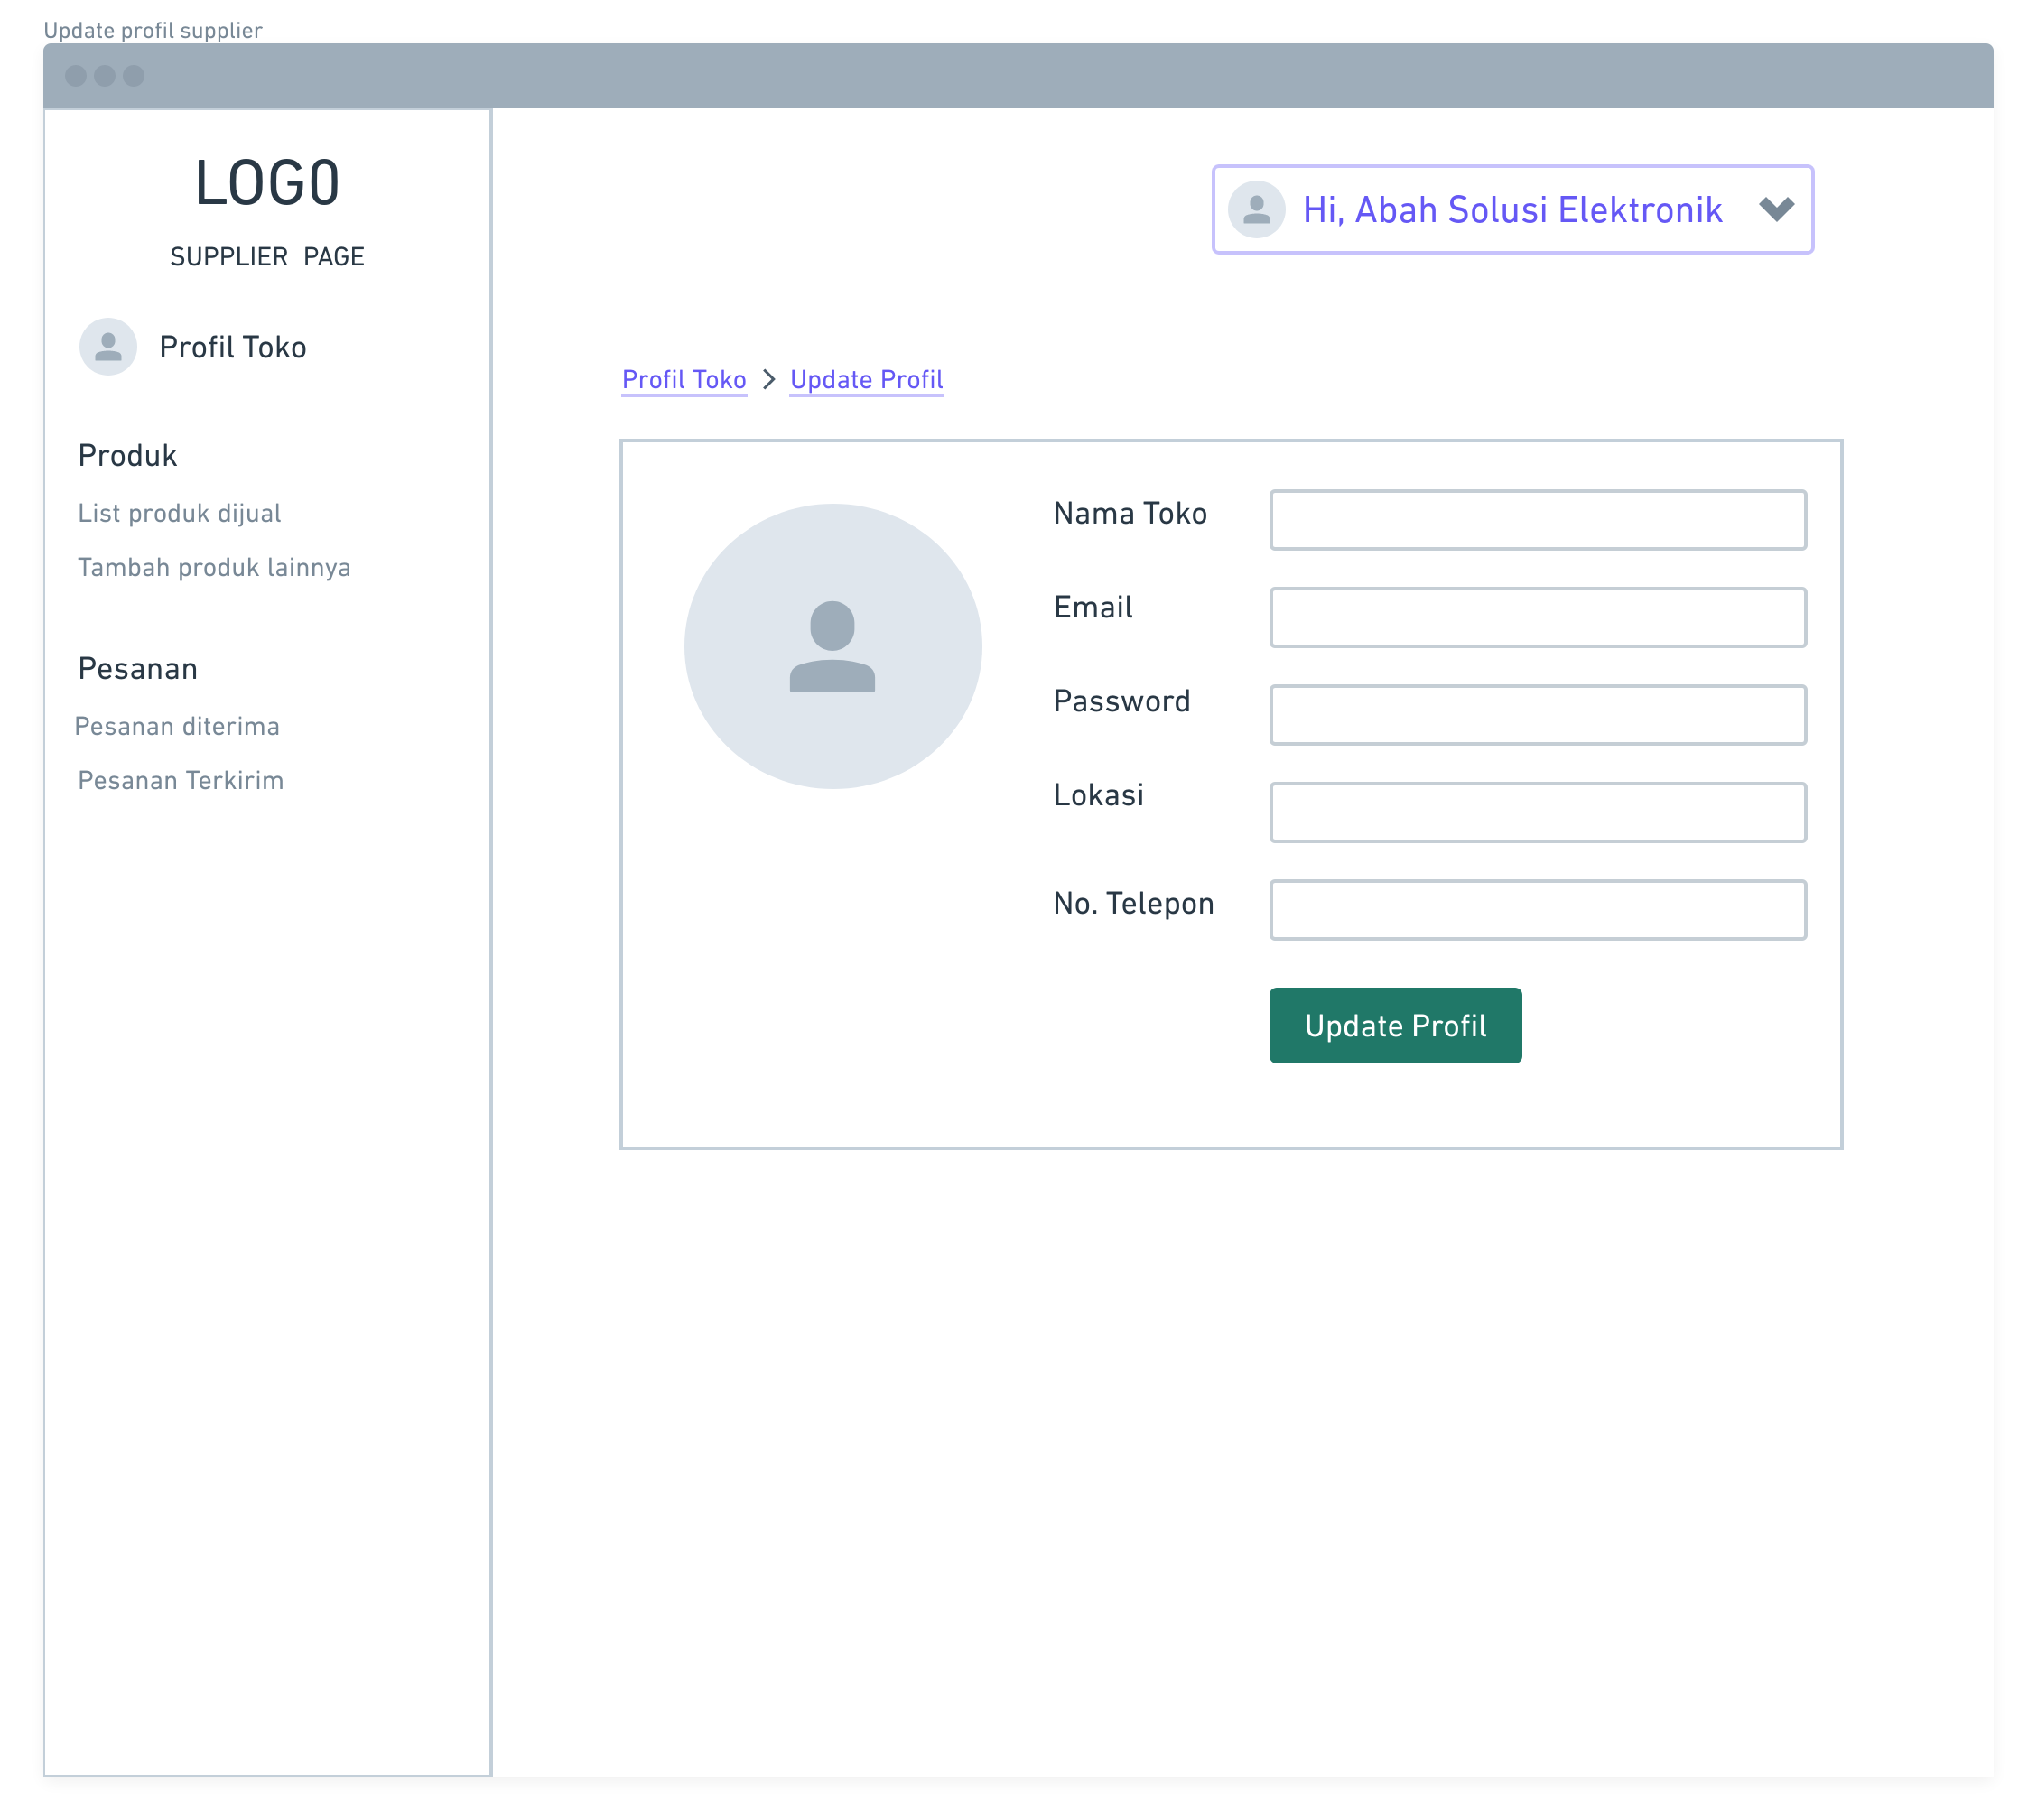 Update profil supplier
LOGO
SUPPLIER PAGE
Profil Toko
Produk
List produk dijual
Tambah produk lainnya
Pesanan
Pesanan diterima
Pesanan Terkirim
Hi, Abah Solusi Elektronik
Profil Toko > Update Profil
Nama Toko
Email
Password
Lokasi
No. Telepon
Update Profil